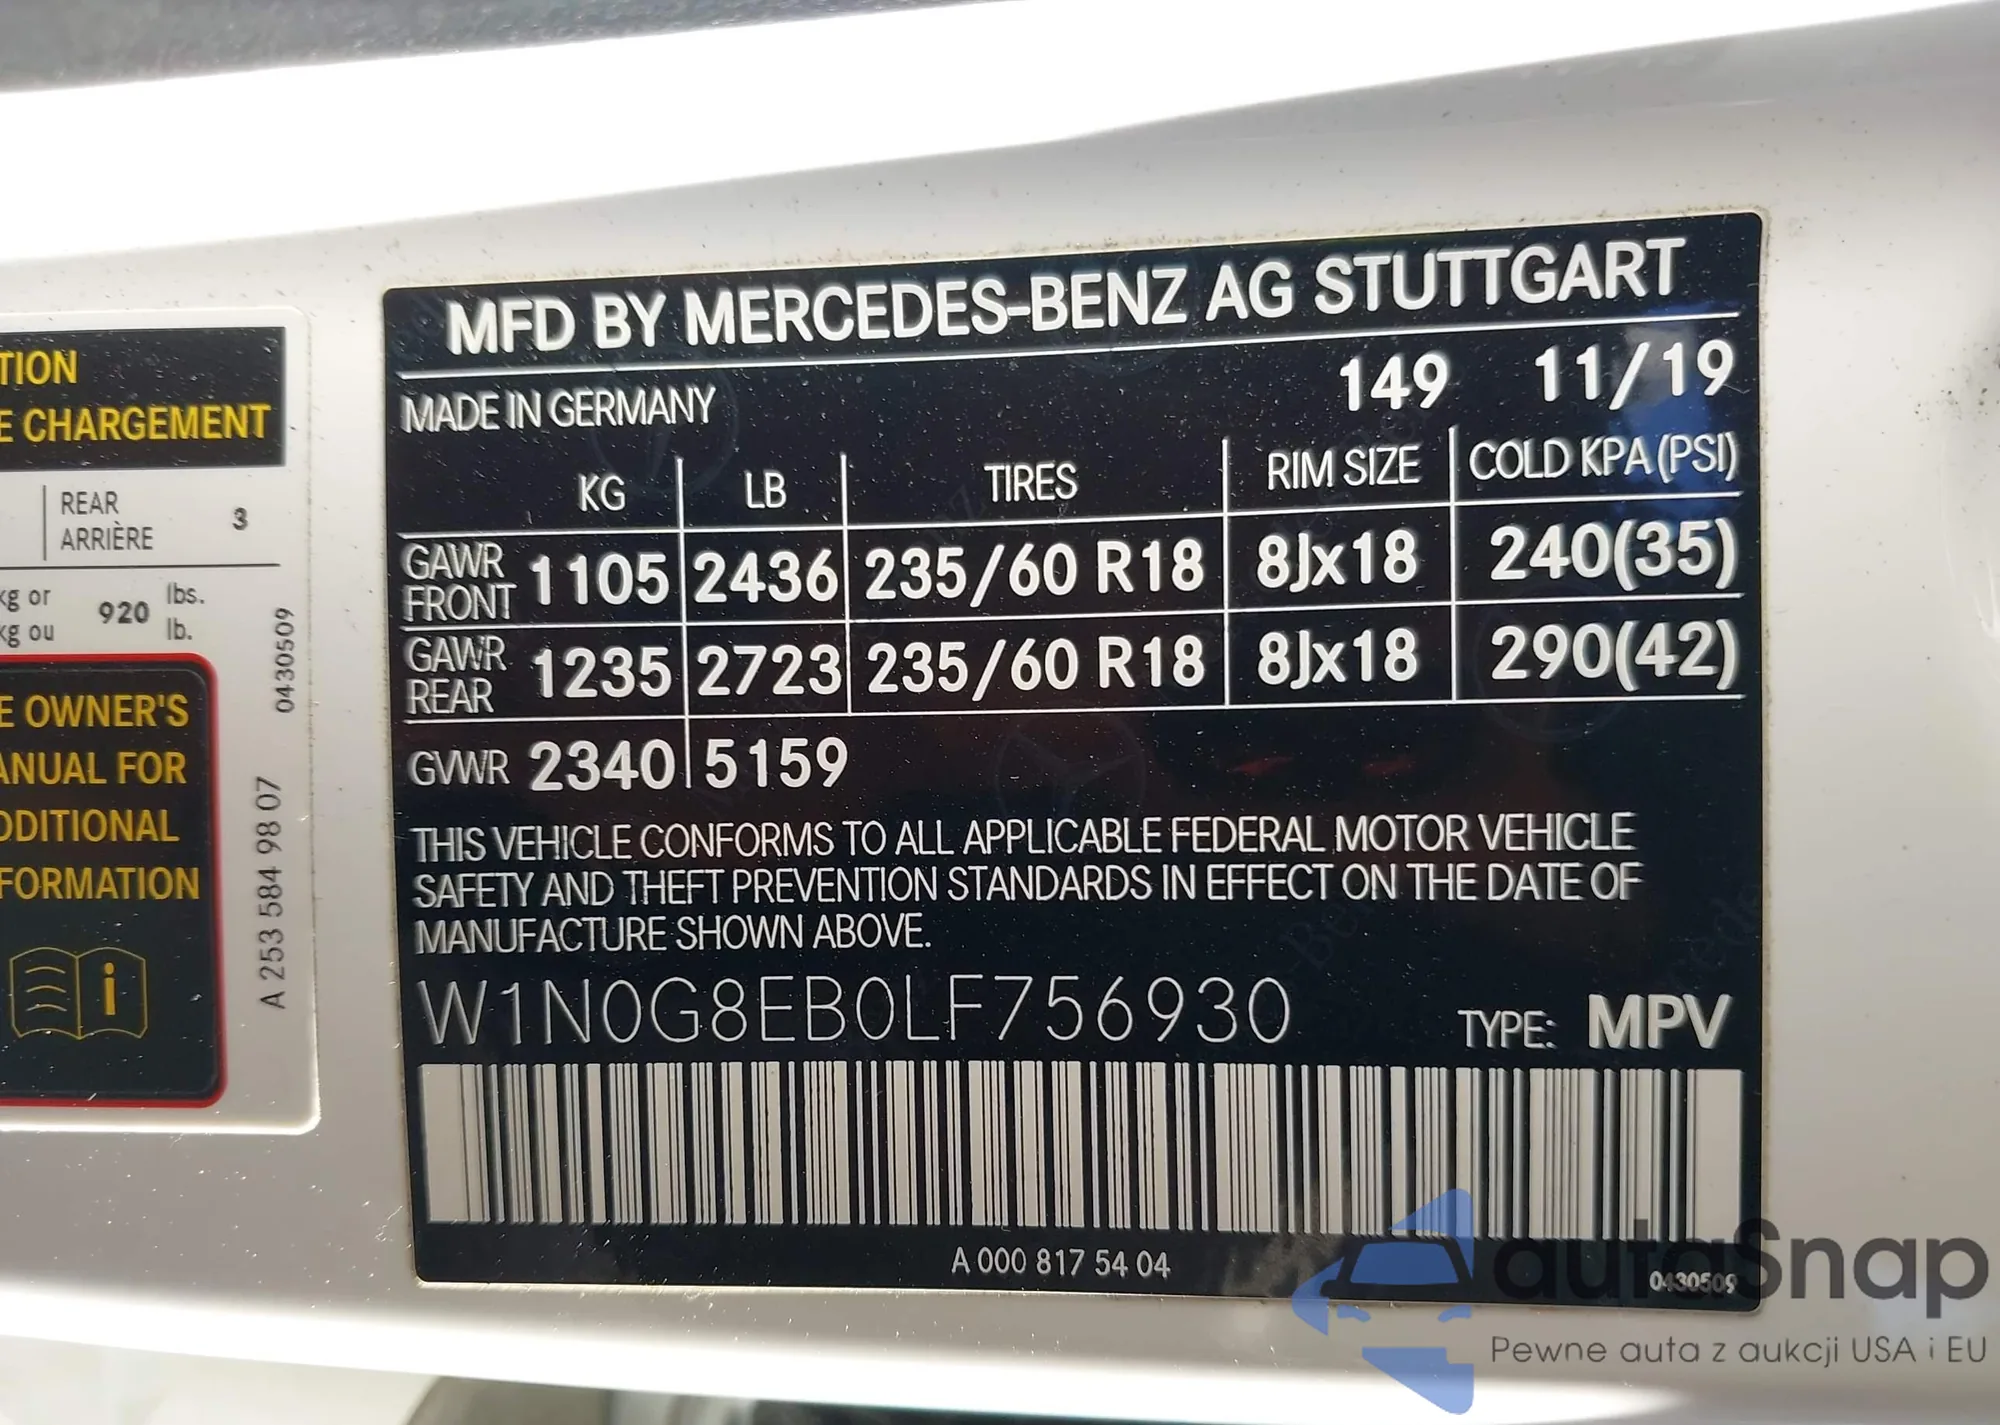 TION
E CHARGEMENT
REAR
ARRIÈRE
3
kg or
kg ou
920
lbs.
lb.
0430509
E OWNER'S
ANUAL FOR
DDITIONAL
FORMATION
A 253 584 98 07
MFD BY MERCEDES-BENZ AG STUTTGART
MADE IN GERMANY 149 11/19
KG LB TIRES RIM SIZE COLD KPA (PSI)
GAWR FRONT 1105 2436 235/60 R18 8Jx18 240(35)
GAWR REAR 1235 2723 235/60 R18 8Jx18 290(42)
GVWR 2340 5159
THIS VEHICLE CONFORMS TO ALL APPLICABLE FEDERAL MOTOR VEHICLE
SAFETY AND THEFT PREVENTION STANDARDS IN EFFECT ON THE DATE OF
MANUFACTURE SHOWN ABOVE.
W1N0G8EB0LF756930 TYPE: MPV
A 000 817 54 04
0430509
autaSnap
Pewne auta z aukcji USA i EU